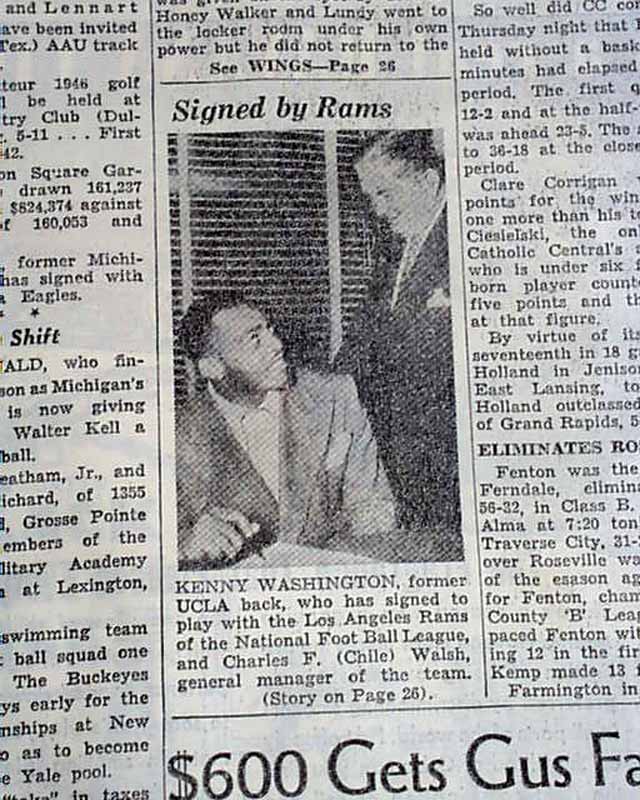 and Lennart
have been invited
Tex.) AAU track
teur 1946 golf
l be held at
try Club (Dul-
. 5-11 . . . First
42.
on Square Gar-
drawn 161,237
$824,374 against
f 160,053 and
former Michi-
has signed with
a Eagles.
Shift
ALD, who fin-
son as Michigan's
is now giving
Walter Kell a
ball.
eatham, Jr., and
ichard, of 1355
d, Grosse Pointe
embers of the
litary Academy
a at Lexington,
swimming team
ball squad one
The Buckeyes
ys early for the
nships at New
o as to become
e Yale pool.
in taxes
Honey Walker and Lundy went to
the locker room under his own
power but he did not return to the
See WINGS—Page 26
Signed by Rams
KENNY WASHINGTON, former
UCLA back, who has signed to
play with the Los Angeles Rams
of the National Foot Ball League,
and Charles F. (Chile) Walsh,
general manager of the team.
(Story on Page 26).
$600 Gets Gus Fa
So well did CC con
Thursday night that
held without a bask
minutes had elapsed
period. The first q
12-2 and at the half
was ahead 23-5. The
to 36-18 at the close
period.
Clare Corrigan
points for the win
one more than his t
Ciesielski, the on
Catholic Central's
who is under six f
born player count
five points and th
at that figure.
By virtue of its
seventeenth in 18 g
Holland in Jenison
East Lansing, to
Holland outclassed
of Grand Rapids, 5
ELIMINATES RO
Fenton was the
Ferndale, elimina
56-32, in Class B.
Alma at 7:20 ton
Traverse City, 31-
over Roseville wa
of the esason ag
for Fenton, cham
County 'B' Leag
paced Fenton wi
ing 12 in the fir
Kemp made 13
Farmington in